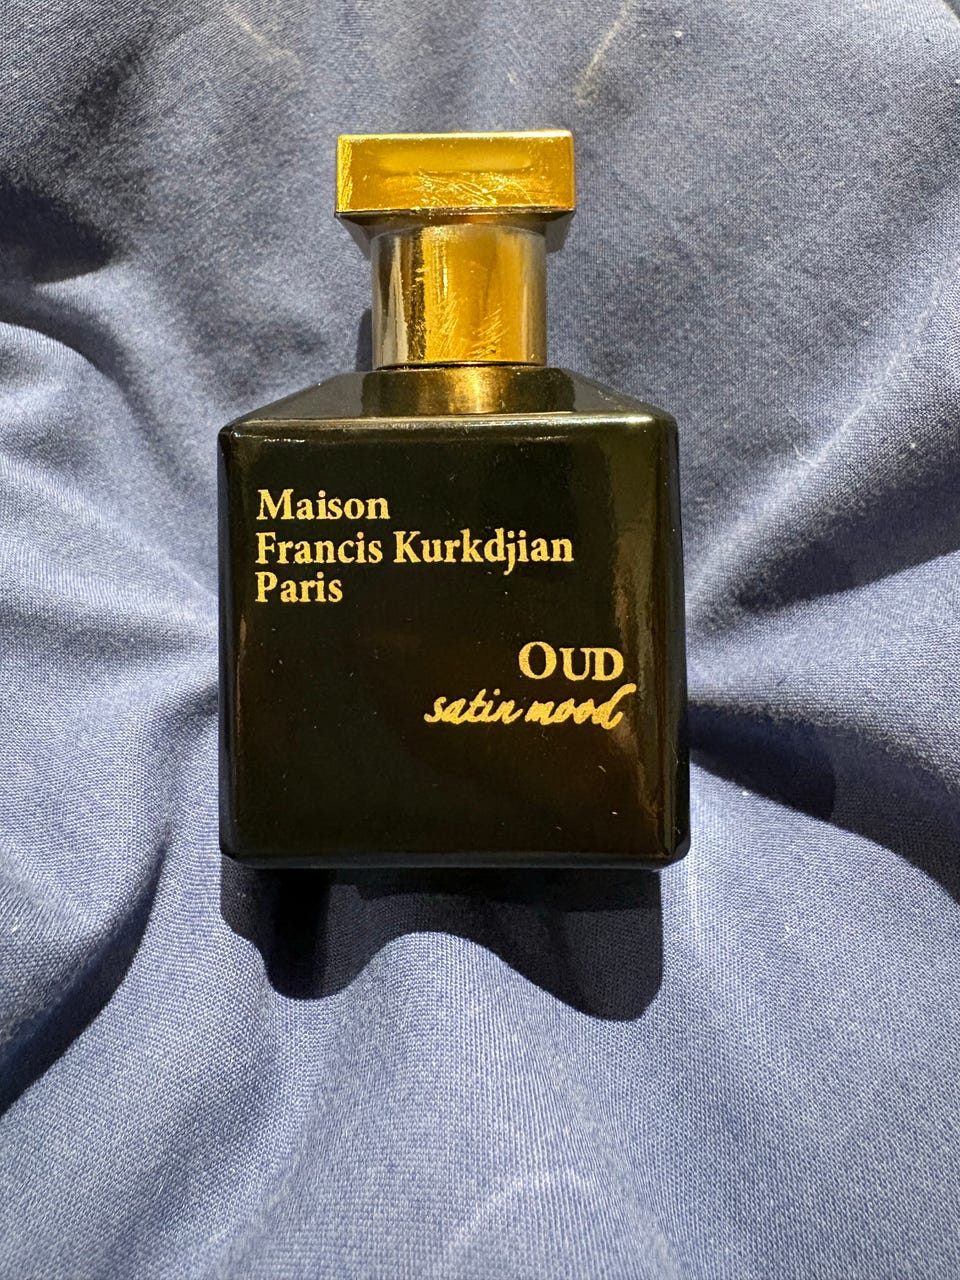 Maison
Francis Kurkdjian
Paris
OUD
satin mood